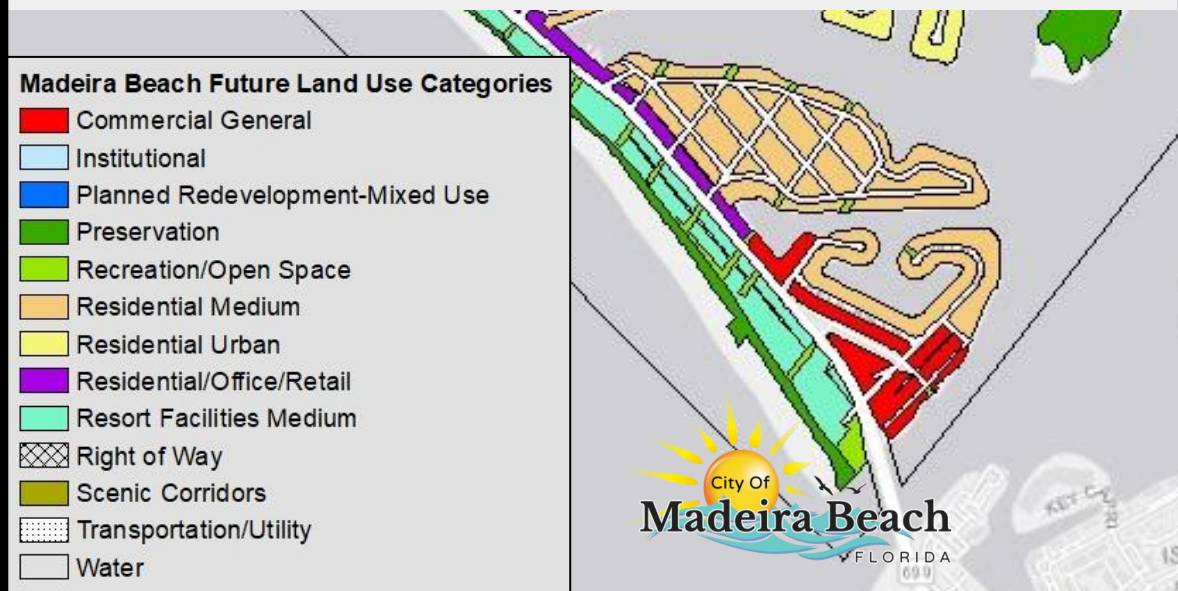 Madeira Beach Future Land Use Categories
Commercial General
Institutional
Planned Redevelopment-Mixed Use
Preservation
Recreation/Open Space
Residential Medium
Residential Urban
Residential/Office/Retail
Resort Facilities Medium
Right of Way
Scenic Corridors
Transportation/Utility
Water
City Of
Madeira Beach
FLORIDA
699